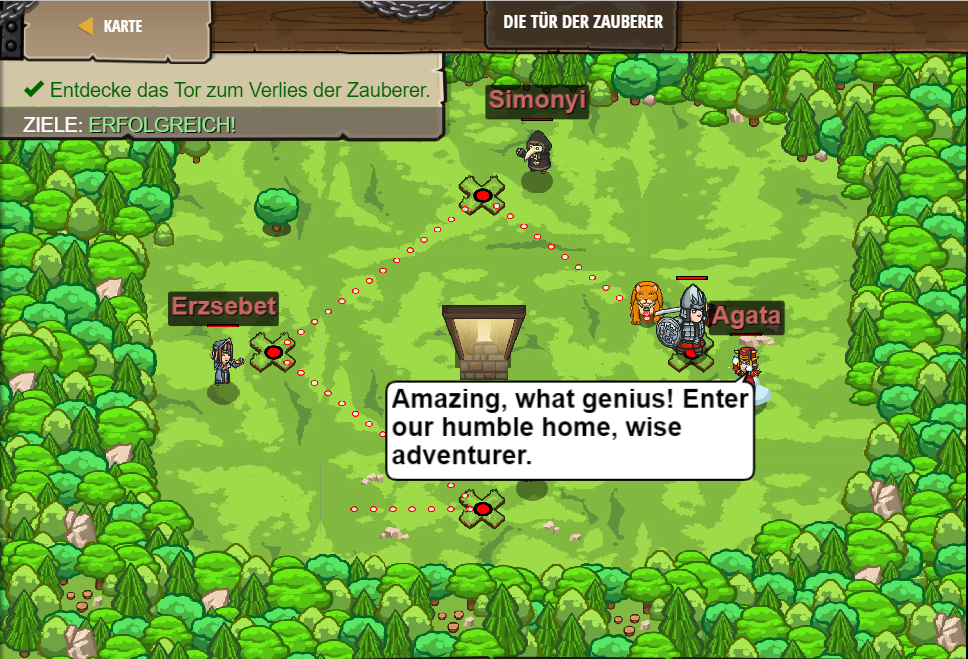 KARTE
DIE TÜR DER ZAUBERER
Entdecke das Tor zum Verlies der Zauberer.
ZIELE: ERFOLGREICH!
Simonyi
Erzsebet
Agata
Amazing, what genius! Enter
our humble home, wise
adventurer.